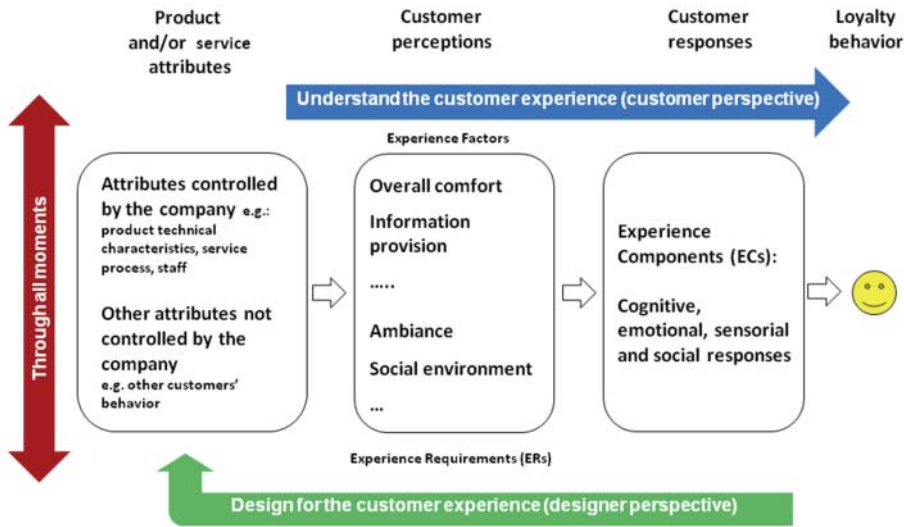 Product
and/or service
attributes
Customer
perceptions
Customer
responses
Loyalty
behavior
Understand the customer experience (customer perspective)
Through all moments
Experience Factors
Attributes controlled
by the company e.g.:
product technical
characteristics, service
process, staff
Other attributes not
controlled by the
company
e.g. other customers'
behavior
Overall comfort
Information
provision
.....
Ambiance
Social environment
...
Experience
Components (ECs):
Cognitive,
emotional, sensorial
and social responses
Experience Requirements (ERs)
Design for the customer experience (designer perspective)